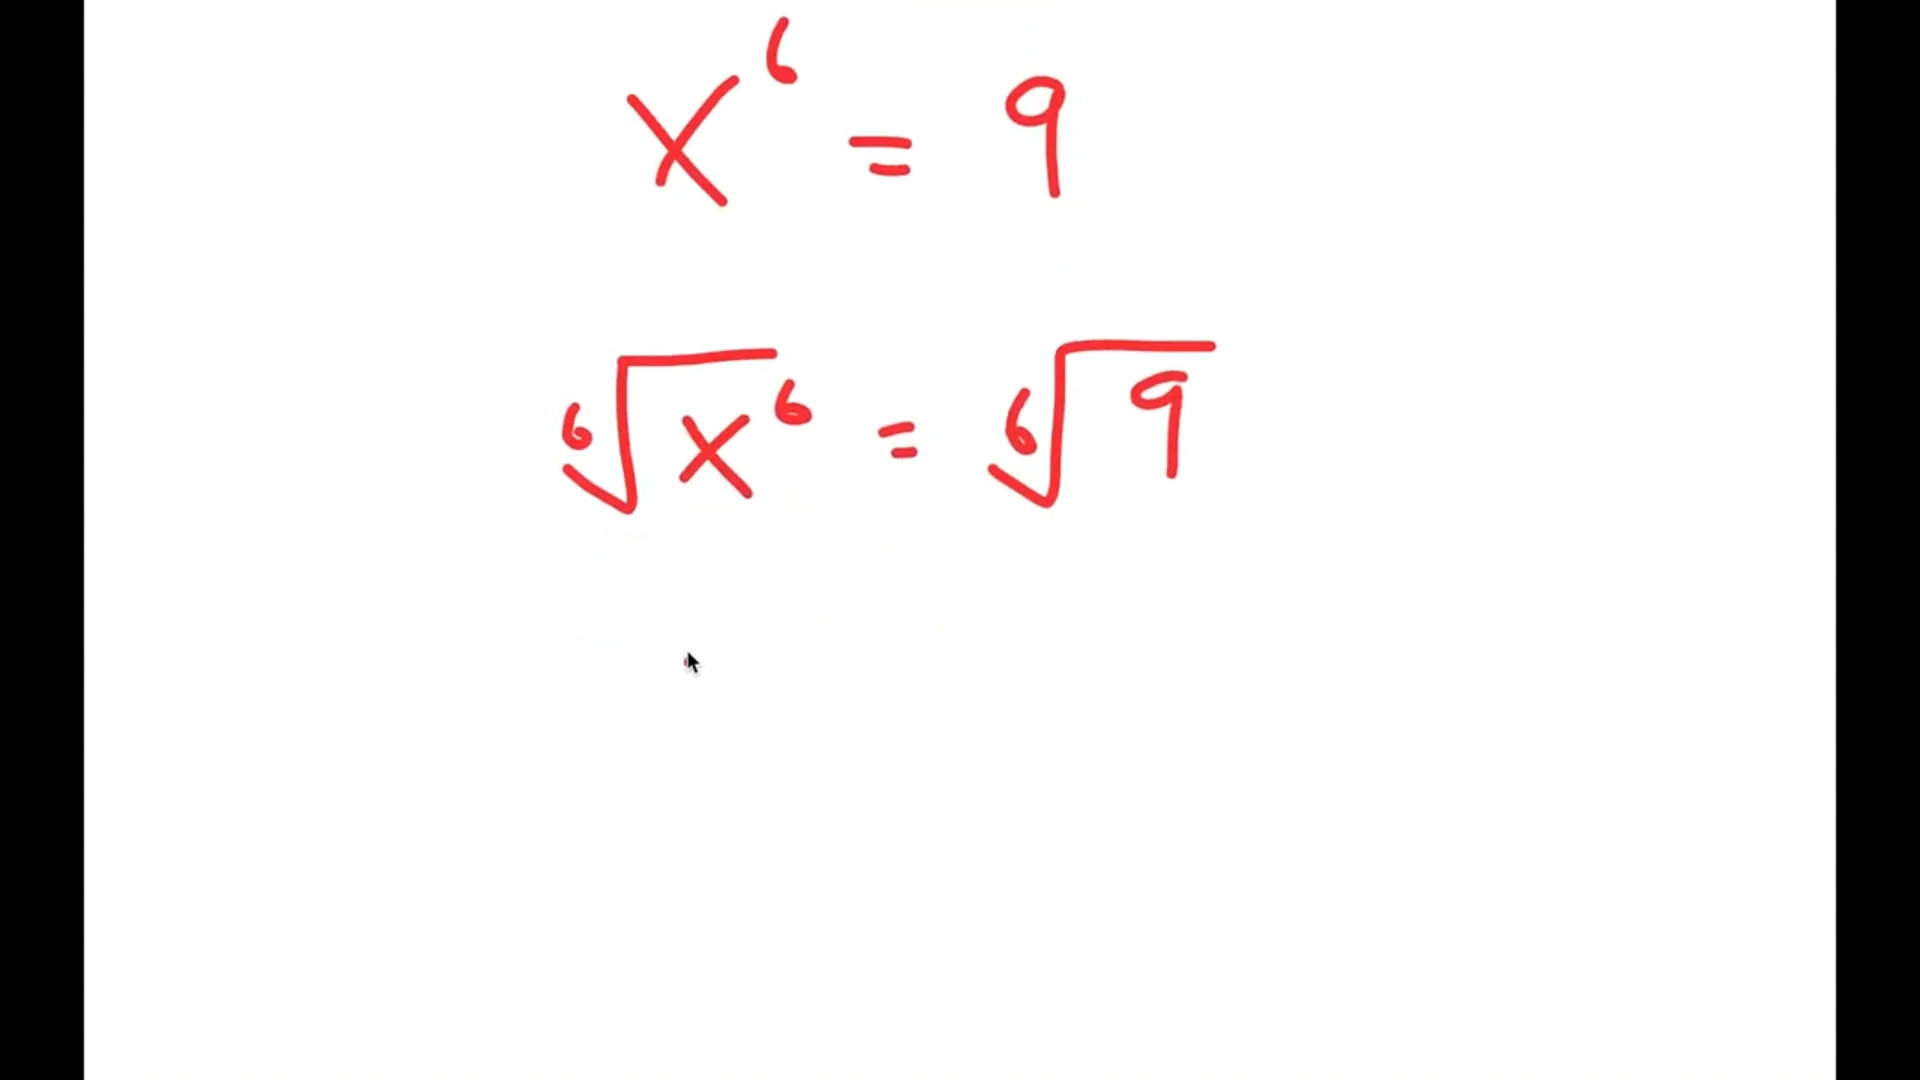 x⁶ = 9
⁶√x⁶ = ⁶√9